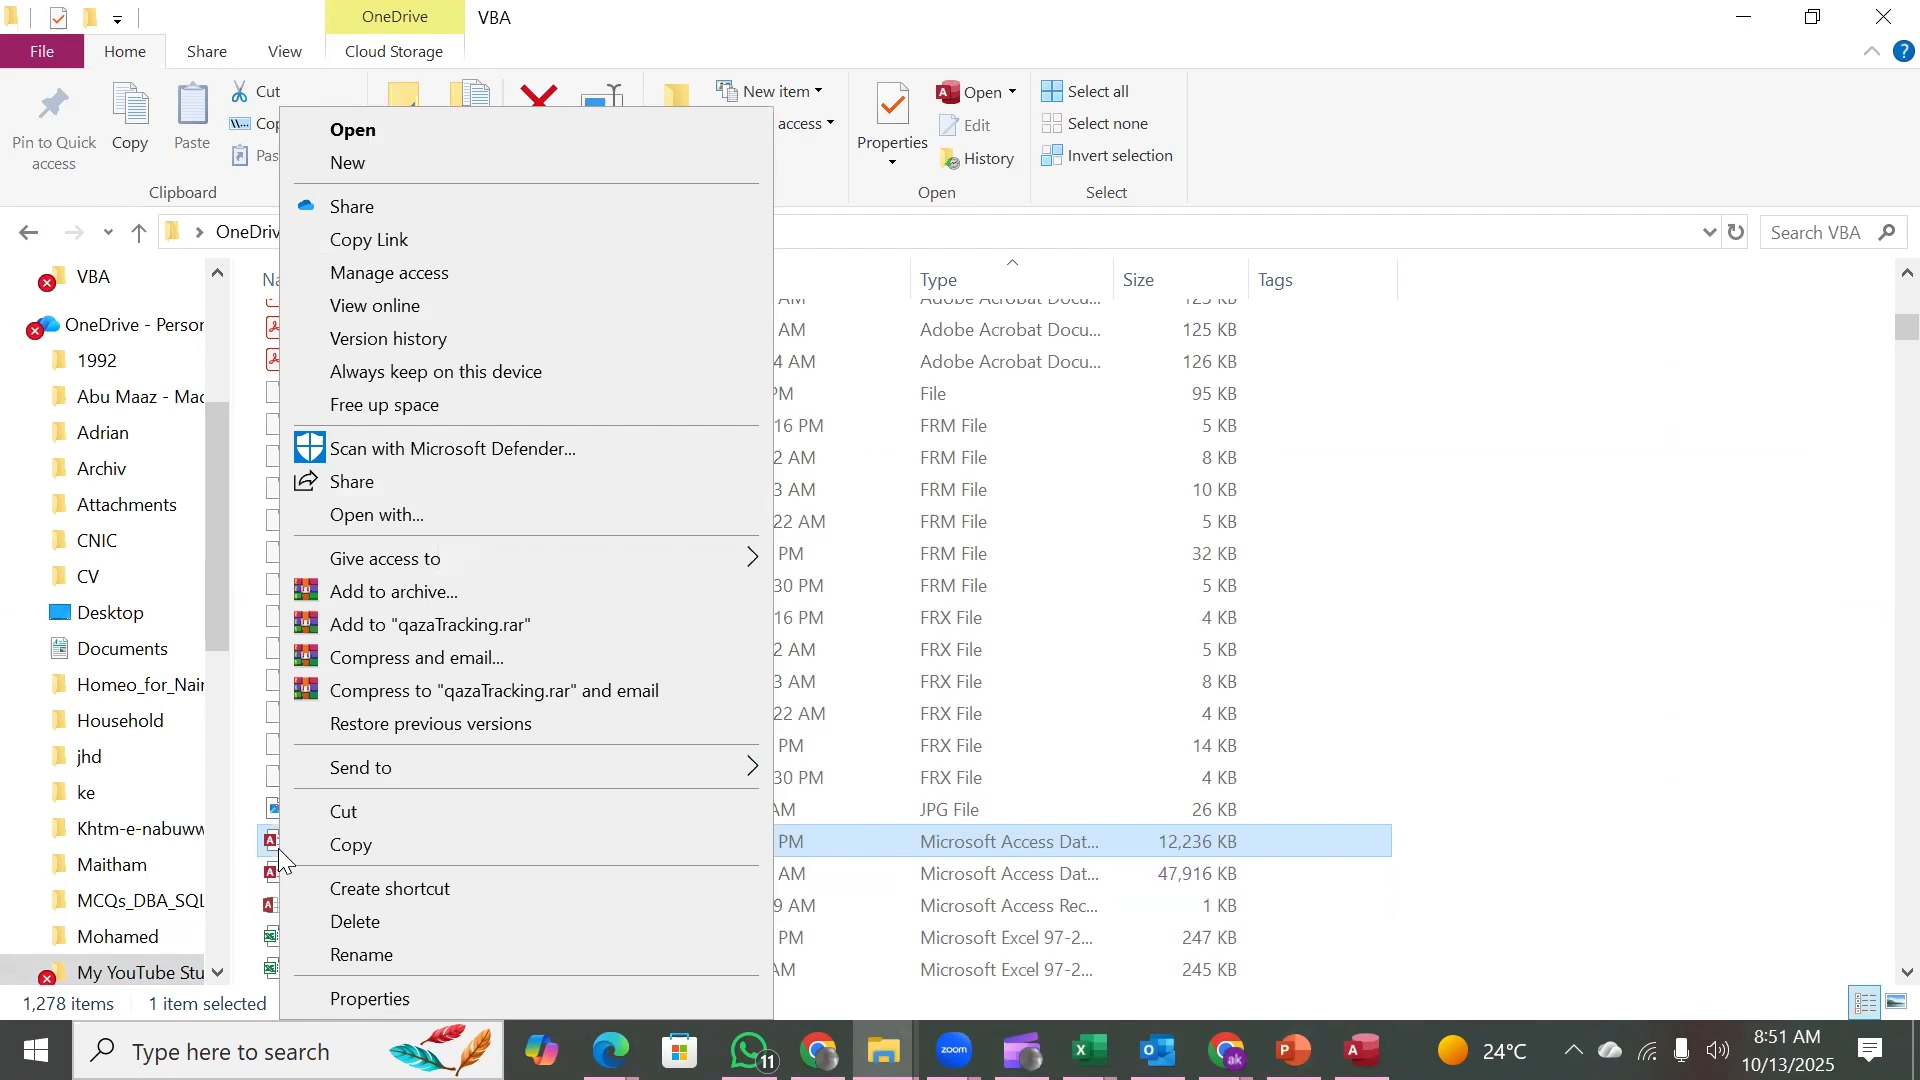 OneDrive
VBA
File
Home
Share
View
Cloud Storage
Pin to Quick
access
Copy
Paste
Cut
Clipboard
New item
access
Properties
Open
Edit
History
Open
Select all
Select none
Invert selection
Select
Search VBA
VBA
OneDrive - Person
1992
Adrian
Archiv
Attachments
CNIC
CV
Desktop
Documents
Household
jhd
ke
Khtm-e-nabuww
Maitham
MCQs_DBA_SQL
Mohamed
My YouTube Stu
Open
New
Share
Copy Link
Manage access
View online
Version history
Always keep on this device
Free up space
Scan with Microsoft Defender...
Share
Open with...
Give access to
Add to archive...
Add to "qazaTracking.rar"
Compress and email...
Compress to "qazaTracking.rar" and email
Restore previous versions
Send to
Cut
Copy
Create shortcut
Delete
Rename
Properties
Type
Size
Tags
AM Adobe Acrobat Docu... 125 KB
4 AM Adobe Acrobat Docu... 126 KB
PM File 95 KB
16 PM FRM File 5 KB
2 AM FRM File 8 KB
3 AM FRM File 10 KB
22 AM FRM File 5 KB
PM FRM File 32 KB
30 PM FRM File 5 KB
16 PM FRX File 4 KB
2 AM FRX File 5 KB
3 AM FRX File 8 KB
22 AM FRX File 4 KB
PM FRX File 14 KB
30 PM FRX File 4 KB
AM JPG File 26 KB
PM Microsoft Access Dat... 12,236 KB
AM Microsoft Access Dat... 47,916 KB
9 AM Microsoft Access Rec... 1 KB
PM Microsoft Excel 97-2... 247 KB
AM Microsoft Excel 97-2... 245 KB
1,278 items
1 item selected
Type here to search
11
zoom
ak
24°C
8:51 AM
10/13/2025